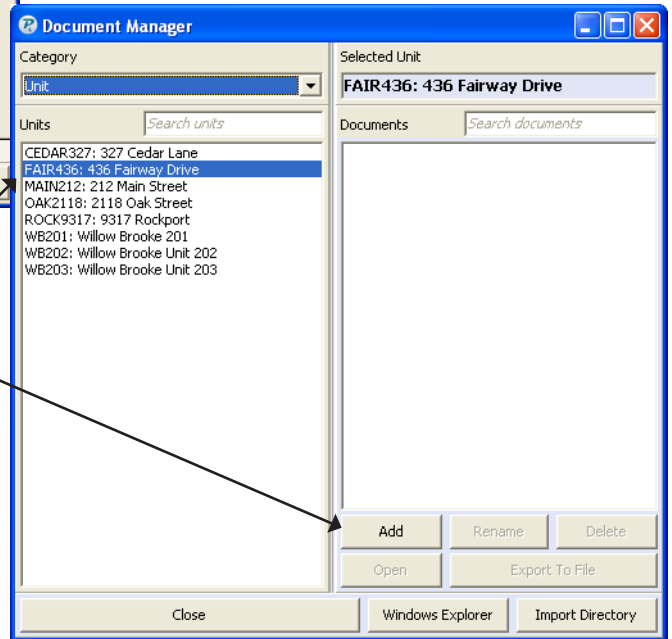 Document Manager
Category
Unit
Units
Search units
CEDAR327: 327 Cedar Lane
FAIR436: 436 Fairway Drive
MAIN212: 212 Main Street
OAK2118: 2118 Oak Street
ROCK9317: 9317 Rockport
WB201: Willow Brooke 201
WB202: Willow Brooke Unit 202
WB203: Willow Brooke Unit 203
Selected Unit
FAIR436: 436 Fairway Drive
Documents
Search documents
Add
Rename
Delete
Open
Export To File
Close
Windows Explorer
Import Directory